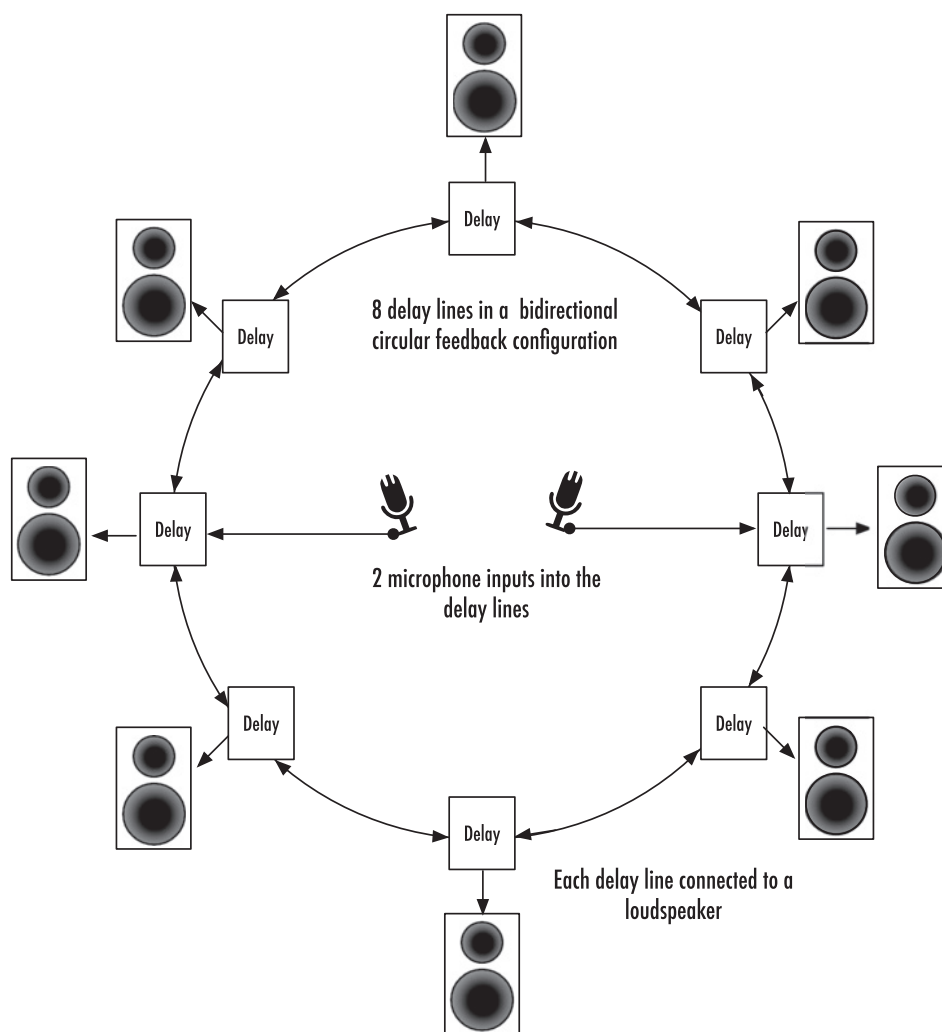 Delay
Delay
Delay
8 delay lines in a bidirectional
circular feedback configuration
Delay
Delay
2 microphone inputs into the
delay lines
Delay
Delay
Delay
Each delay line connected to a
loudspeaker